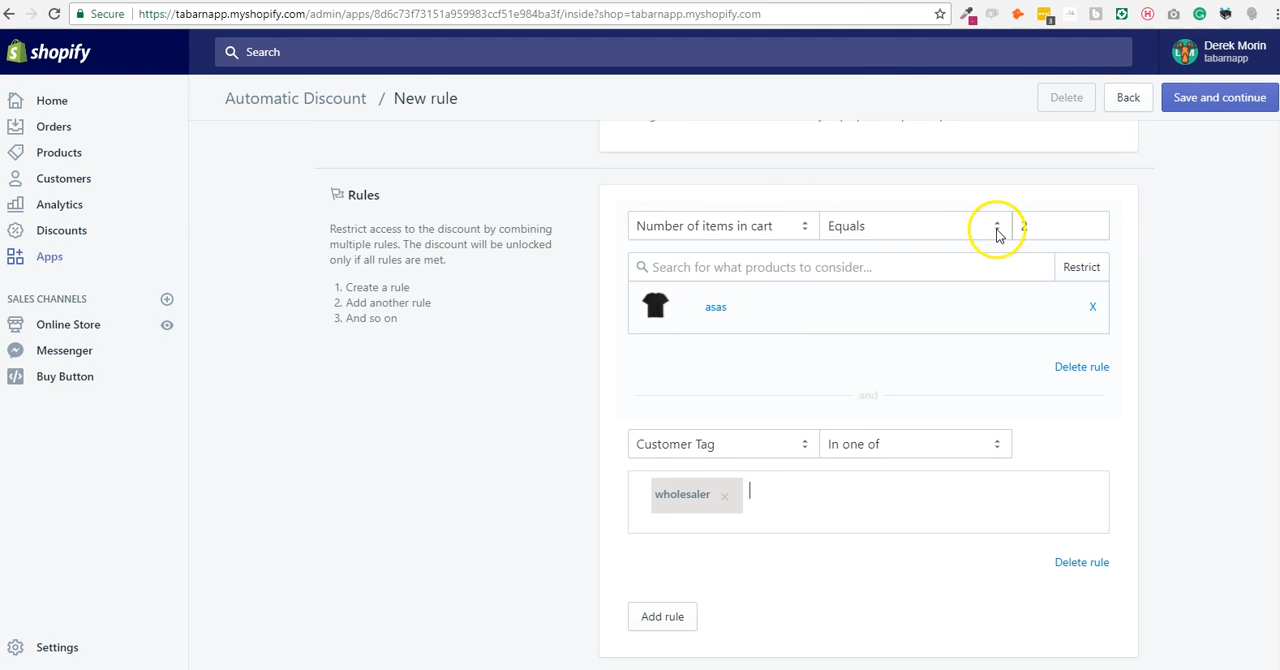 Secure https://tabarnapp.myshopify.com/admin/apps/8d6c73f73151a959983ccf51e984ba3f/inside?shop=tabarnapp.myshopify.com
shopify
Search
Derek Morin
tabarnapp
Automatic Discount / New rule
Delete
Back
Save and continue
Home
Orders
Products
Customers
Analytics
Discounts
Apps
SALES CHANNELS
Online Store
Messenger
Buy Button
Settings
Rules
Restrict access to the discount by combining
multiple rules. The discount will be unlocked
only if all rules are met.
1. Create a rule
2. Add another rule
3. And so on
Number of items in cart
Equals
2
Search for what products to consider...
Restrict
asas
X
Delete rule
and
Customer Tag
In one of
wholesaler ×
Delete rule
Add rule